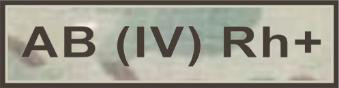 AB (IV) Rh+